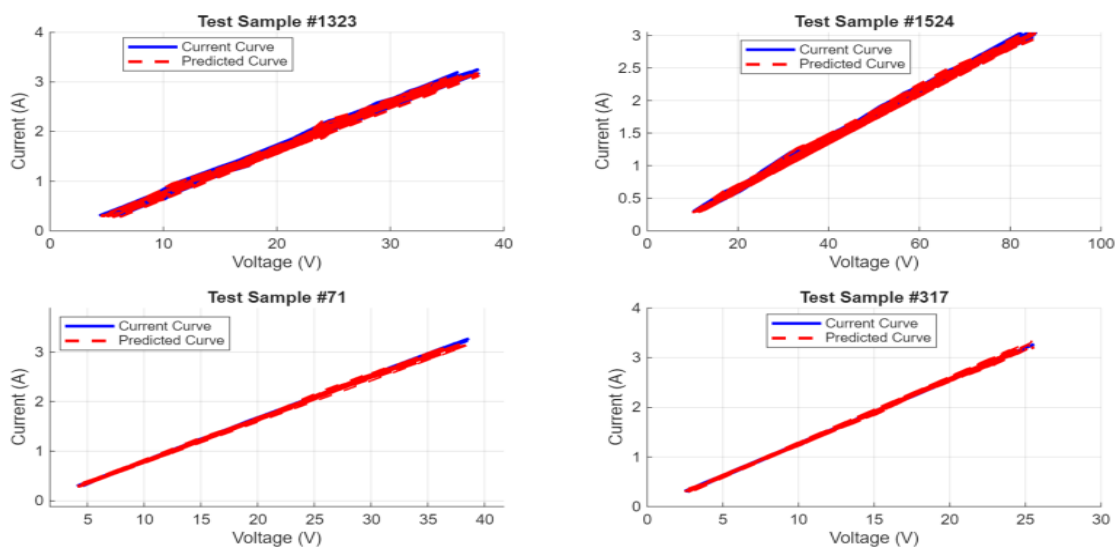 Test Sample #1323
4
3
2
1
0
Current (A)
Current Curve
Predicted Curve
0 10 20 30 40
Voltage (V)
Test Sample #1524
3
2.5
2
1.5
1
0.5
0
Current (A)
Current Curve
Predicted Curve
0 20 40 60 80 100
Voltage (V)
Test Sample #71
3
2
1
0
Current (A)
Current Curve
Predicted Curve
5 10 15 20 25 30 35 40
Voltage (V)
Test Sample #317
4
3
2
1
0
Current (A)
Current Curve
Predicted Curve
0 5 10 15 20 25 30
Voltage (V)